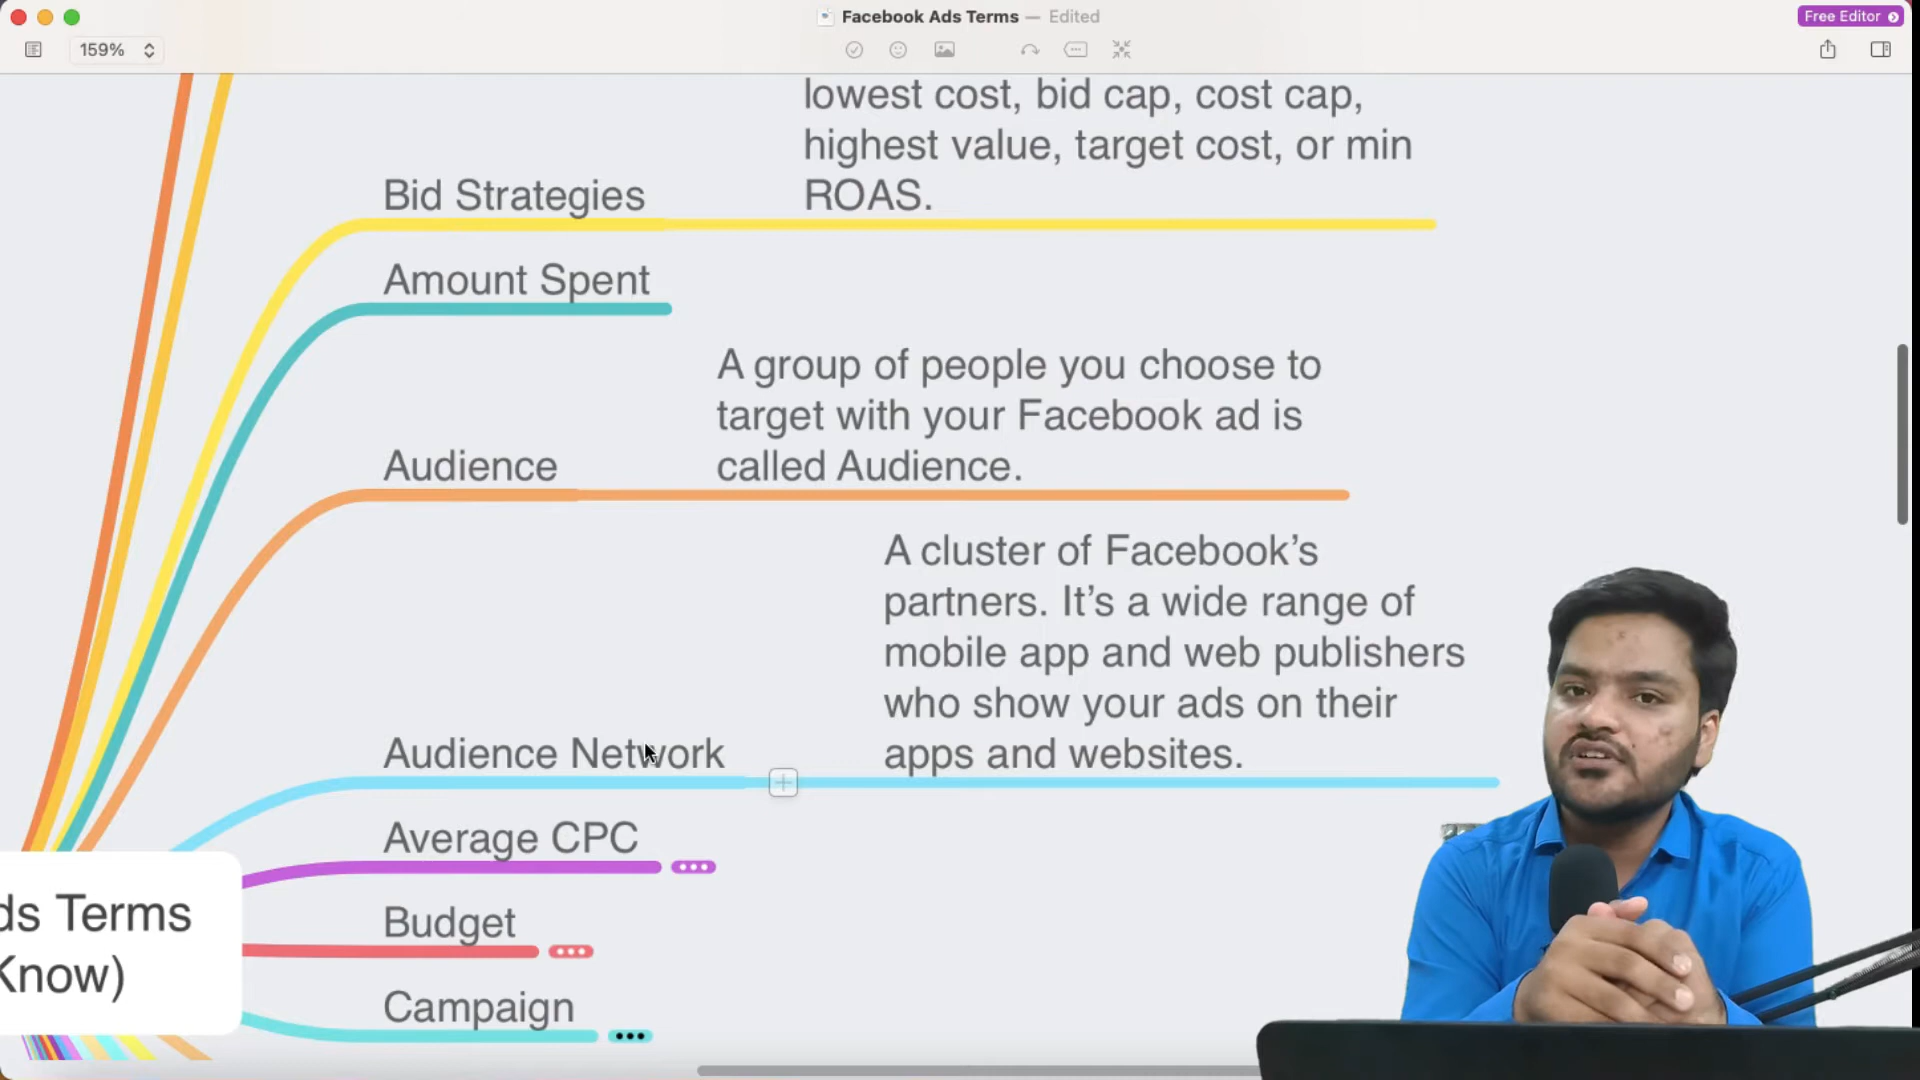 Facebook Ads Terms — Edited
Free Editor
159%
lowest cost, bid cap, cost cap,
highest value, target cost, or min
ROAS.
Bid Strategies
Amount Spent
A group of people you choose to
target with your Facebook ad is
called Audience.
Audience
A cluster of Facebook’s
partners. It’s a wide range of
mobile app and web publishers
who show your ads on their
apps and websites.
Audience Network
Average CPC
Budget
Campaign
ds Terms
Know)